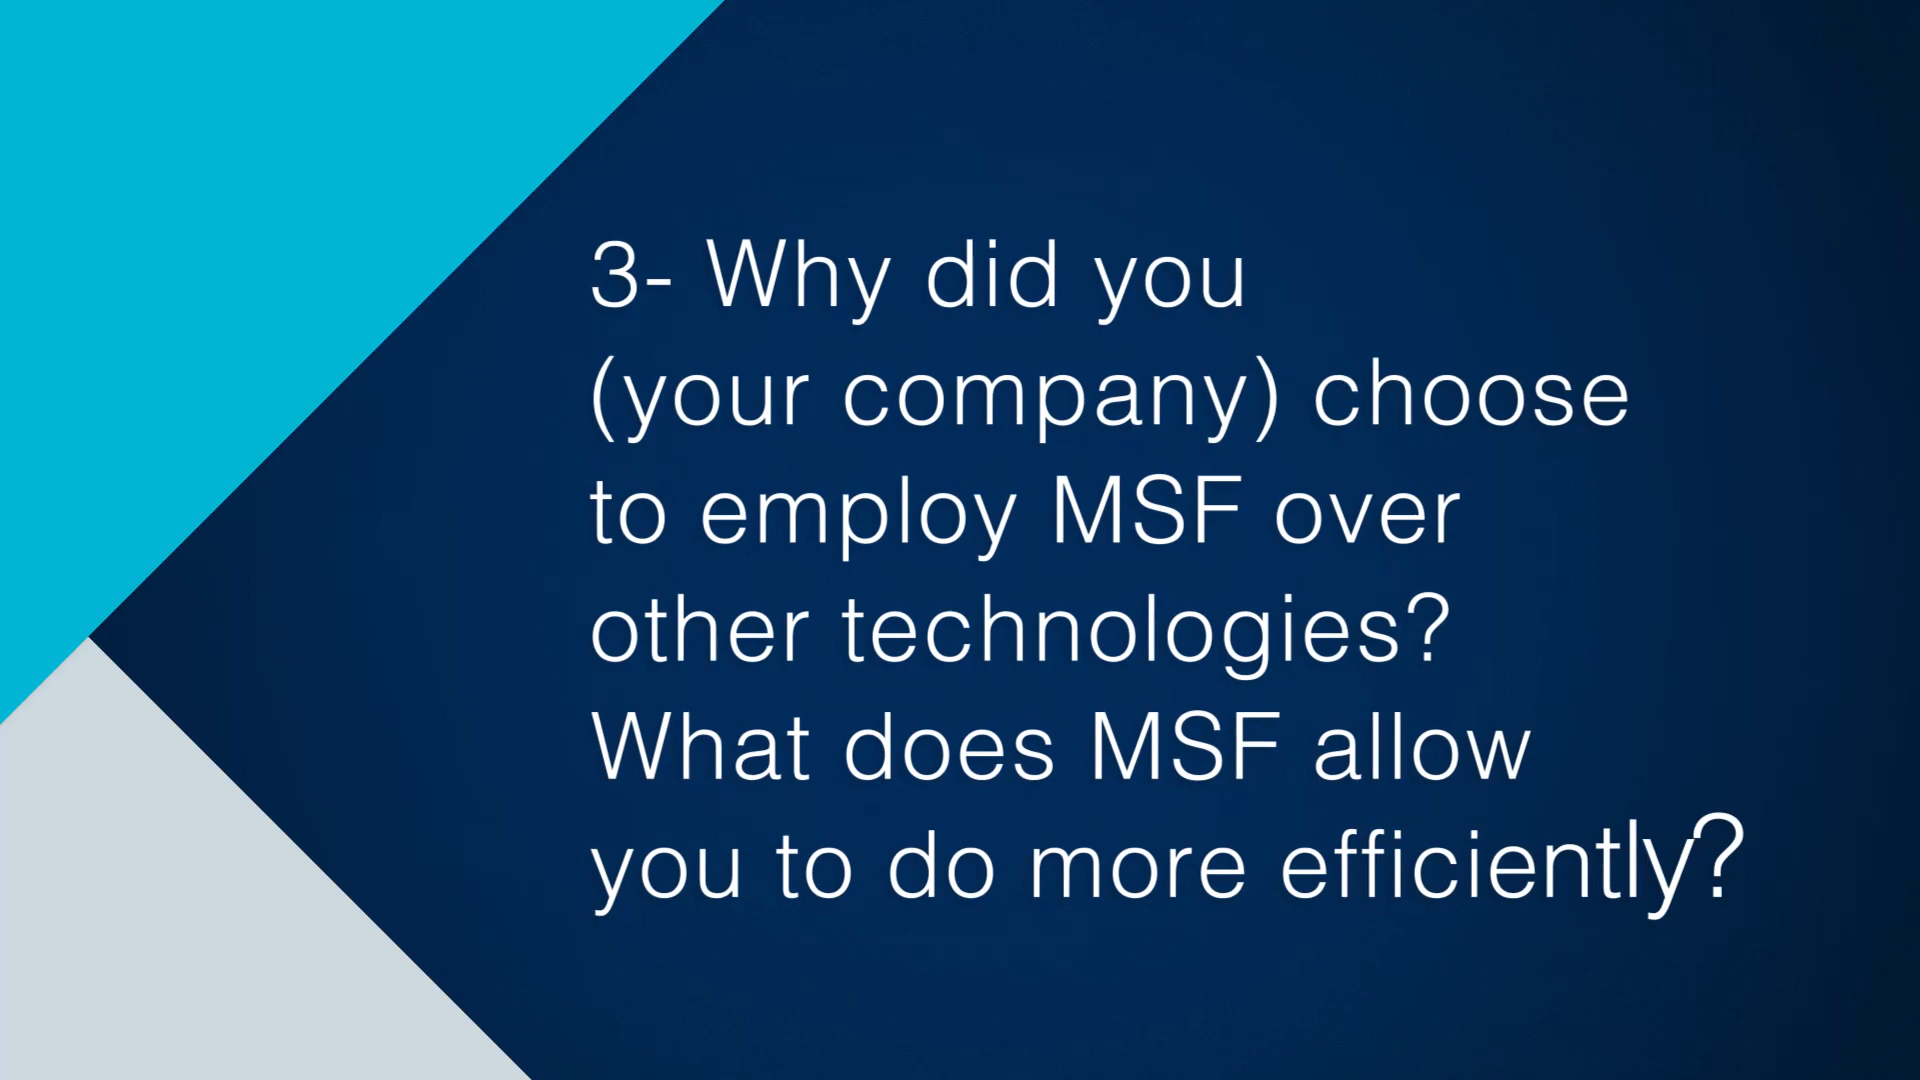 3- Why did you
(your company) choose
to employ MSF over
other technologies?
What does MSF allow
you to do more efficiently?